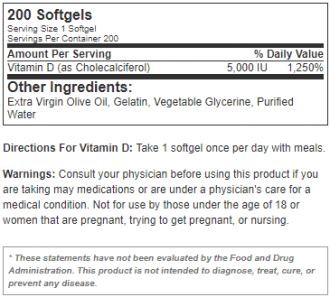 200 Softgels
Serving Size 1 Softgel
Servings Per Container 200
Amount Per Serving % Daily Value
Vitamin D (as Cholecalciferol) 5,000 IU 1,250%
Other Ingredients:
Extra Virgin Olive Oil, Gelatin, Vegetable Glycerine, Purified
Water
Directions For Vitamin D: Take 1 softgel once per day with meals.
Warnings: Consult your physician before using this product if you
are taking may medications or are under a physician's care for a
medical condition. Not for use by those under the age of 18 or
women that are pregnant, trying to get pregnant, or nursing.
* These statements have not been evaluated by the Food and Drug
Administration. This product is not intended to diagnose, treat, cure, or
prevent any disease.